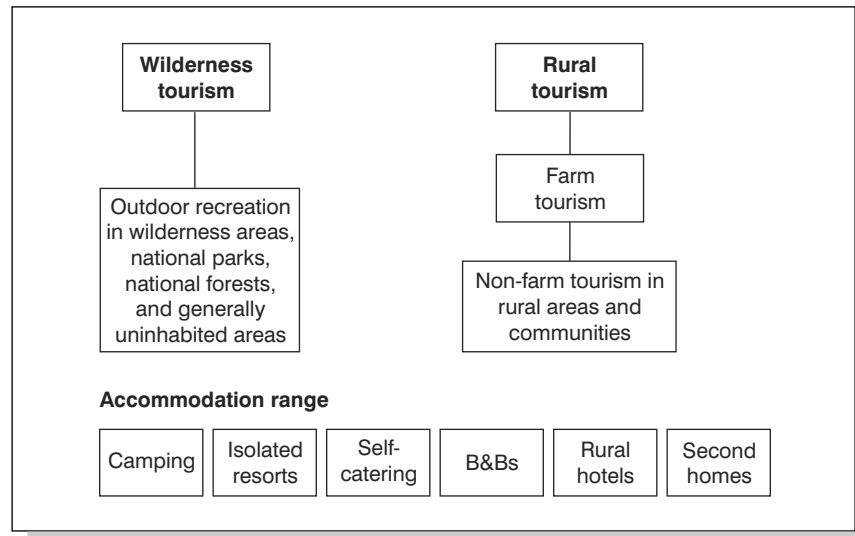 Wilderness
tourism
Outdoor recreation
in wilderness areas,
national parks,
national forests,
and generally
uninhabited areas
Rural
tourism
Farm
tourism
Non-farm tourism in
rural areas and
communities
Accommodation range
Camping
Isolated
resorts
Self-
catering
B&Bs
Rural
hotels
Second
homes